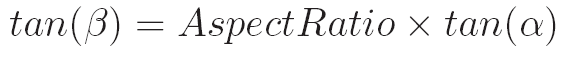 tan(β) = AspectRatio × tan(α)